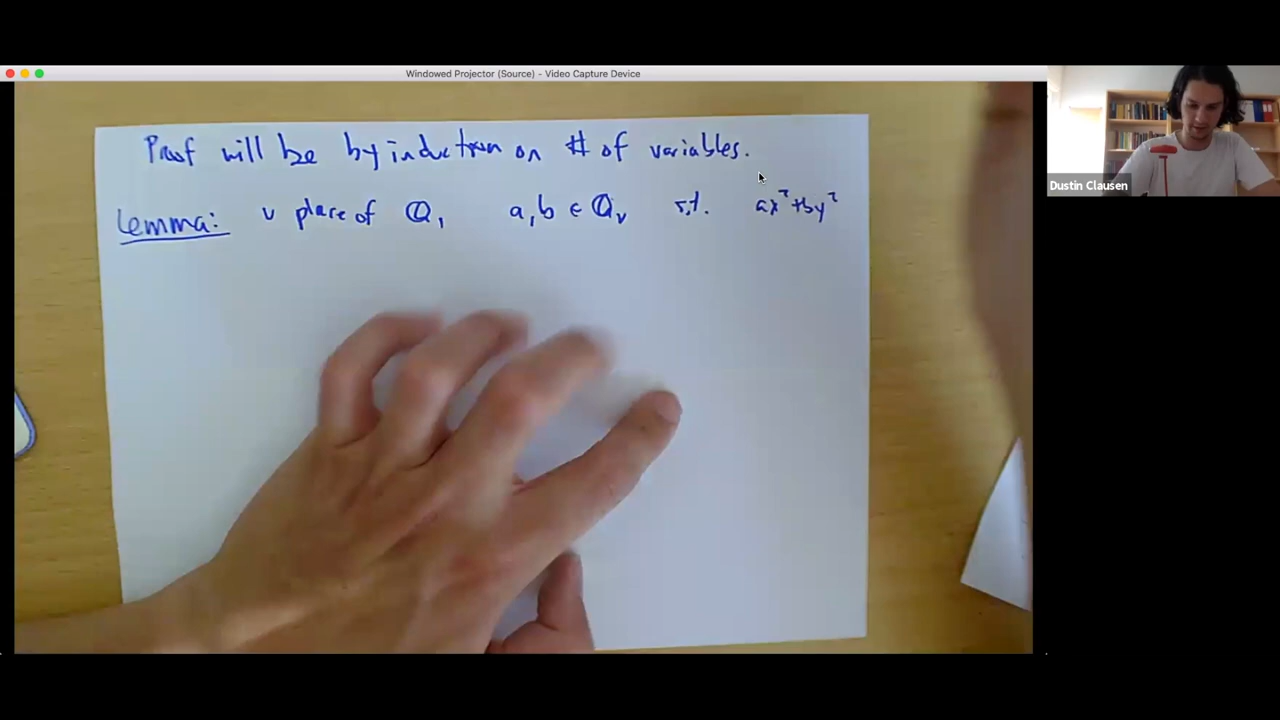 Windowed Projector (Source) - Video Capture Device
Proof will be by induction on # of variables.
Lemma: v place of ℚ, a,b ∈ ℚᵥ s.t. ax²+by²
Dustin Clausen